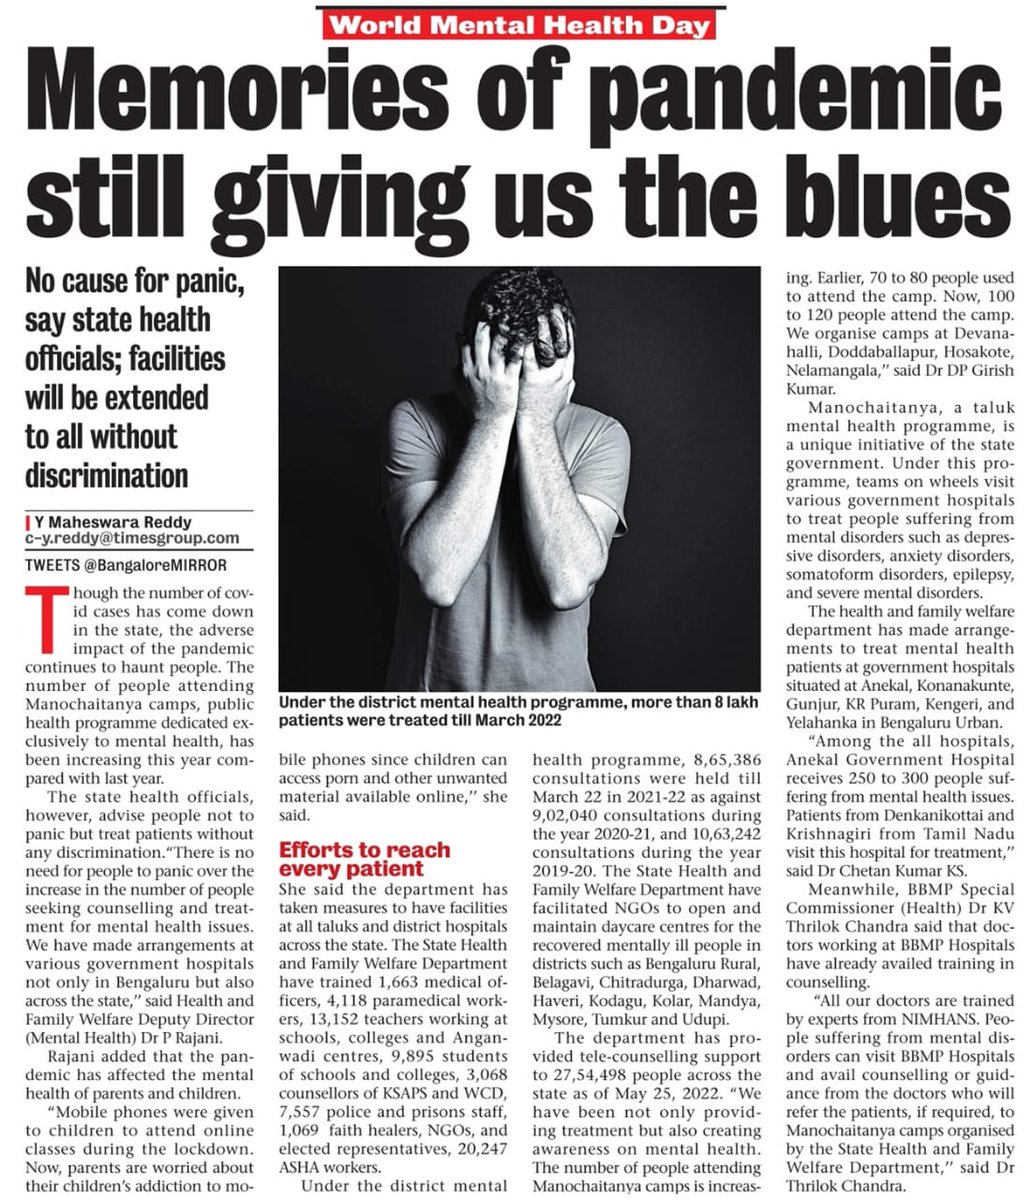 World Mental Health Day
Memories of pandemic
still giving us the blues
No cause for panic,
say state health
officials; facilities
will be extended
to all without
discrimination
Y Maheswara Reddy
c-y.reddy@timesgroup.com
TWEETS @BangaloreMIRROR
Though the number of cov-
id cases has come down
in the state, the adverse
impact of the pandemic
continues to haunt people. The
number of people attending
Manochaitanya camps, public
health programme dedicated ex-
clusively to mental health, has
been increasing this year com-
pared with last year.
The state health officials,
however, advise people not to
panic but treat patients without
any discrimination.“There is no
need for people to panic over the
increase in the number of people
seeking counselling and treat-
ment for mental health issues.
We have made arrangements at
various government hospitals
not only in Bengaluru but also
across the state,” said Health and
Family Welfare Deputy Director
(Mental Health) Dr P Rajani.
Rajani added that the pan-
demic has affected the mental
health of parents and children.
“Mobile phones were given
to children to attend online
classes during the lockdown.
Now, parents are worried about
their children’s addiction to mo-
Under the district mental health programme, more than 8 lakh
patients were treated till March 2022
bile phones since children can
access porn and other unwanted
material available online,” she
said.
Efforts to reach
every patient
She said the department has
taken measures to have facilities
at all taluks and district hospitals
across the state. The State Health
and Family Welfare Department
have trained 1,663 medical of-
ficers, 4,118 paramedical work-
ers, 13,152 teachers working at
schools, colleges and Angan-
wadi centres, 9,895 students
of schools and colleges, 3,068
counsellors of KSAPS and WCD,
7,557 police and prisons staff,
1,069 faith healers, NGOs, and
elected representatives, 20,247
ASHA workers.
Under the district mental
health programme, 8,65,386
consultations were held till
March 22 in 2021-22 as against
9,02,040 consultations during
the year 2020-21, and 10,63,242
consultations during the year
2019-20. The State Health and
Family Welfare Department have
facilitated NGOs to open and
maintain daycare centres for the
recovered mentally ill people in
districts such as Bengaluru Rural,
Belagavi, Chitradurga, Dharwad,
Haveri, Kodagu, Kolar, Mandya,
Mysore, Tumkur and Udupi.
The department has pro-
vided tele-counselling support
to 27,54,498 people across the
state as of May 25, 2022. “We
have been not only provid-
ing treatment but also creating
awareness on mental health.
The number of people attending
Manochaitanya camps is increas-
ing. Earlier, 70 to 80 people used
to attend the camp. Now, 100
to 120 people attend the camp.
We organise camps at Devana-
halli, Doddaballapur, Hosakote,
Nelamangala,” said Dr DP Girish
Kumar.
Manochaitanya, a taluk
mental health programme, is
a unique initiative of the state
government. Under this pro-
gramme, teams on wheels visit
various government hospitals
to treat people suffering from
mental disorders such as depres-
sive disorders, anxiety disorders,
somatoform disorders, epilepsy,
and severe mental disorders.
The health and family welfare
department has made arrange-
ments to treat mental health
patients at government hospitals
situated at Anekal, Konanakunte,
Gunjur, KR Puram, Kengeri, and
Yelahanka in Bengaluru Urban.
“Among the all hospitals,
Anekal Government Hospital
receives 250 to 300 people suf-
fering from mental health issues.
Patients from Denkanikottai and
Krishnagiri from Tamil Nadu
visit this hospital for treatment,”
said Dr Chetan Kumar KS.
Meanwhile, BBMP Special
Commissioner (Health) Dr KV
Thrilok Chandra said that doc-
tors working at BBMP Hospitals
have already availed training in
counselling.
“All our doctors are trained
by experts from NIMHANS. Peo-
ple suffering from mental dis-
orders can visit BBMP Hospitals
and avail counselling or guid-
ance from the doctors who will
refer the patients, if required, to
Manochaitanya camps organised
by the State Health and Family
Welfare Department,” said Dr
Thrilok Chandra.